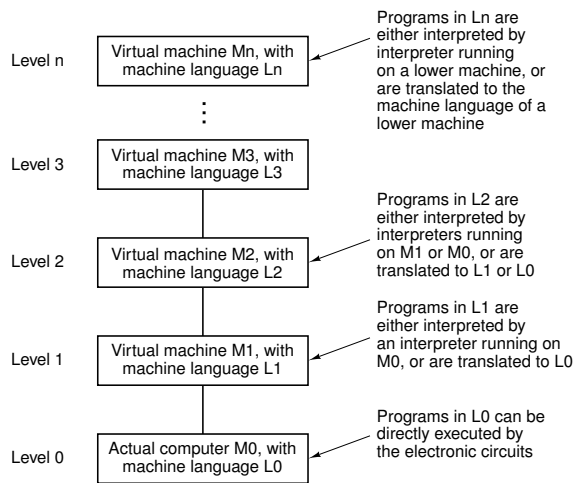 Level n
Virtual machine Mn, with
machine language Ln
Programs in Ln are
either interpreted by
interpreter running
on a lower machine, or
are translated to the
machine language of a
lower machine
Level 3
Virtual machine M3, with
machine language L3
Level 2
Virtual machine M2, with
machine language L2
Programs in L2 are
either interpreted by
interpreters running
on M1 or M0, or are
translated to L1 or L0
Level 1
Virtual machine M1, with
machine language L1
Programs in L1 are
either interpreted by
an interpreter running on
M0, or are translated to L0
Level 0
Actual computer M0, with
machine language L0
Programs in L0 can be
directly executed by
the electronic circuits